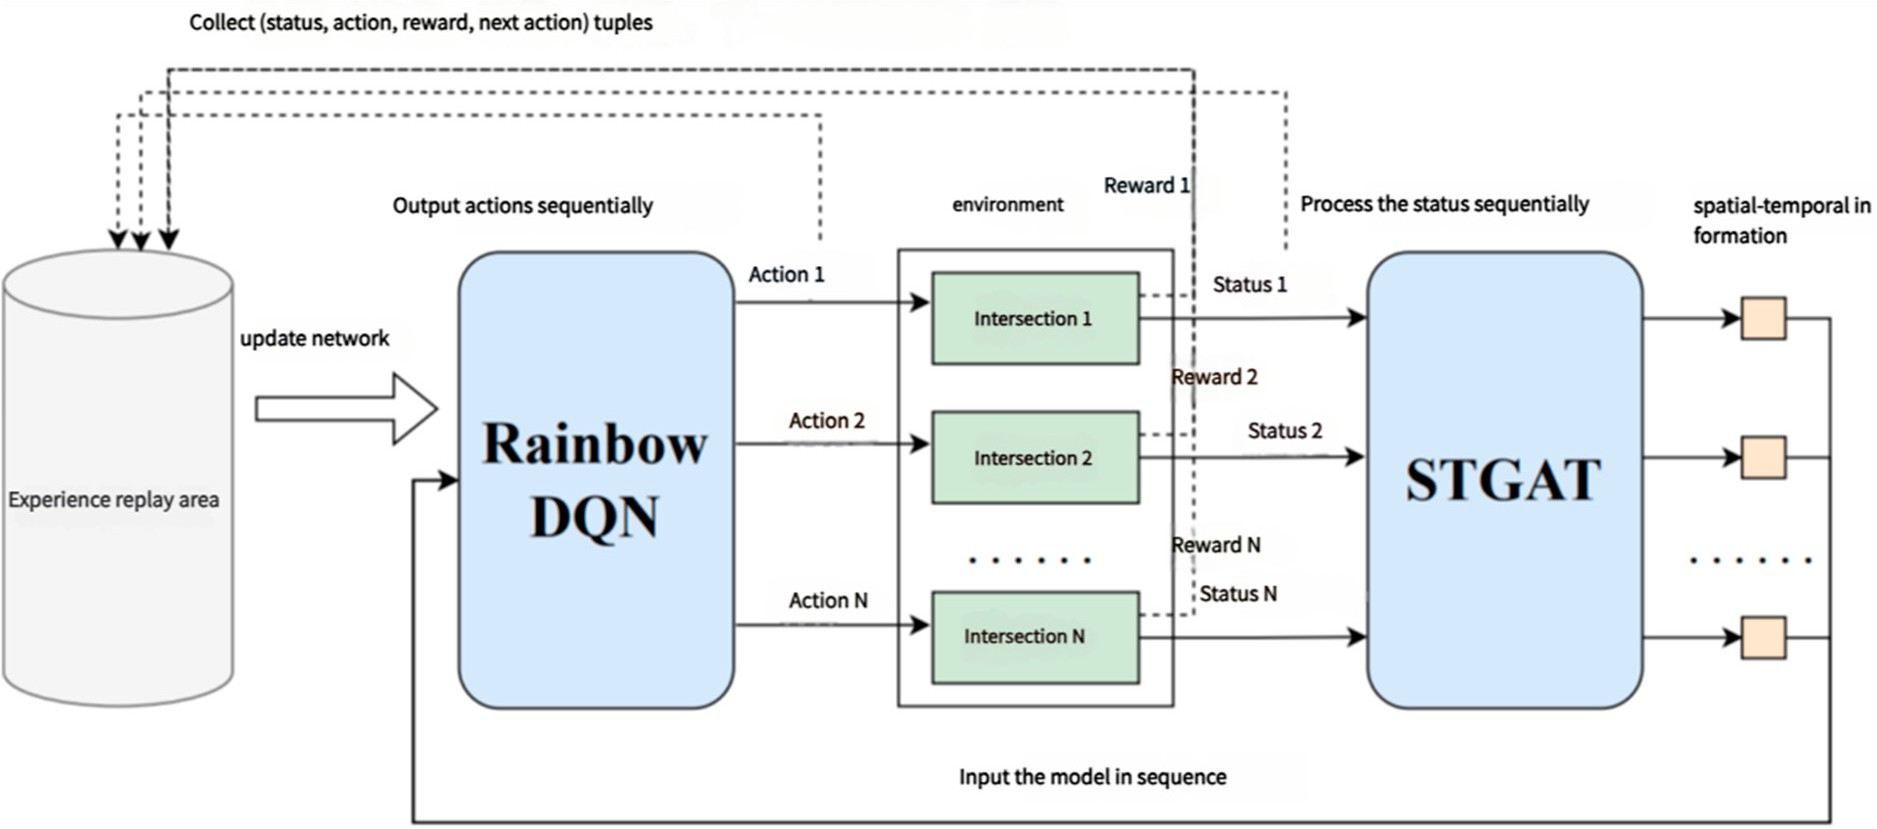 Collect (status, action, reward, next action) tuples
Reward 1
Output actions sequentially
environment
Process the status sequentially
spatial-temporal in
formation
Action 1
Status 1
Intersection 1
update network
Reward 2
Action 2
Status 2
Rainbow
DQN
Intersection 2
STGAT
Experience replay area
Reward N
. . . . . .
. . . . . .
Action N
Status N
Intersection N
Input the model in sequence